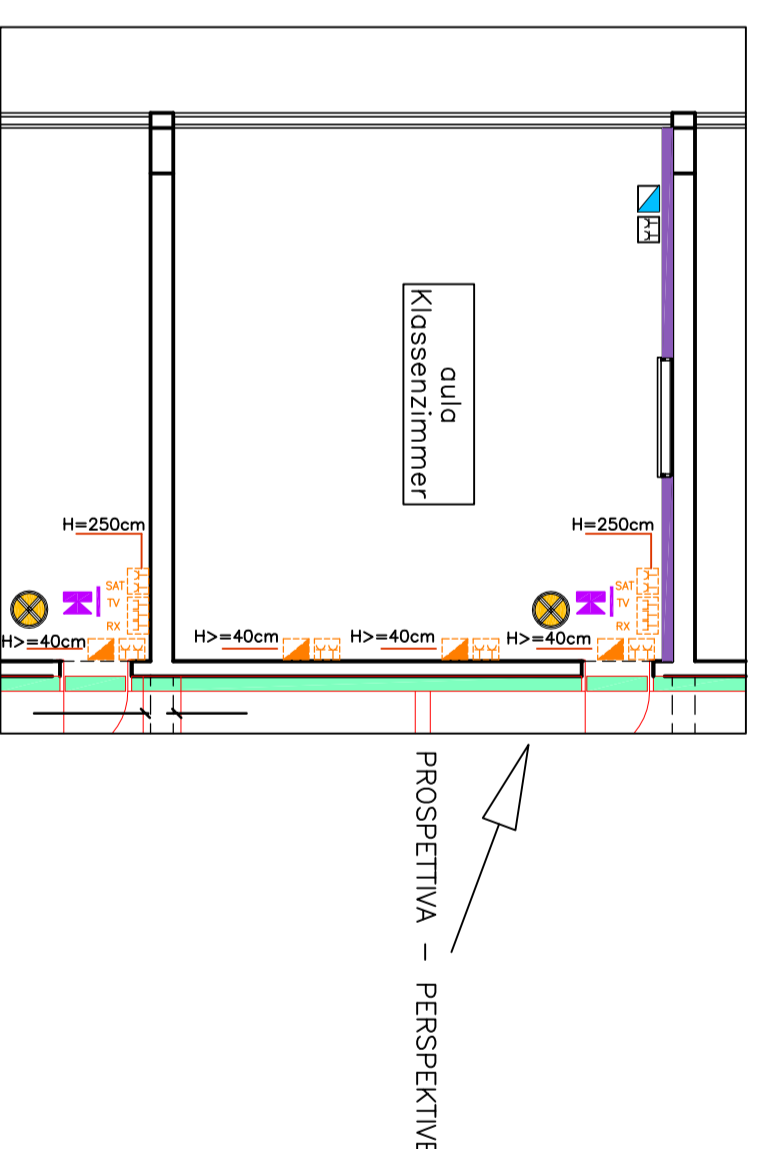 aula
Klassenzimmer
H=250cm
H=250cm
SAT
TV
RX
SAT
TV
RX
K
K
H>=40cm
H>=40cm
H>=40cm
H>=40cm
PROSPETTIVA – PERSPEKTIVE